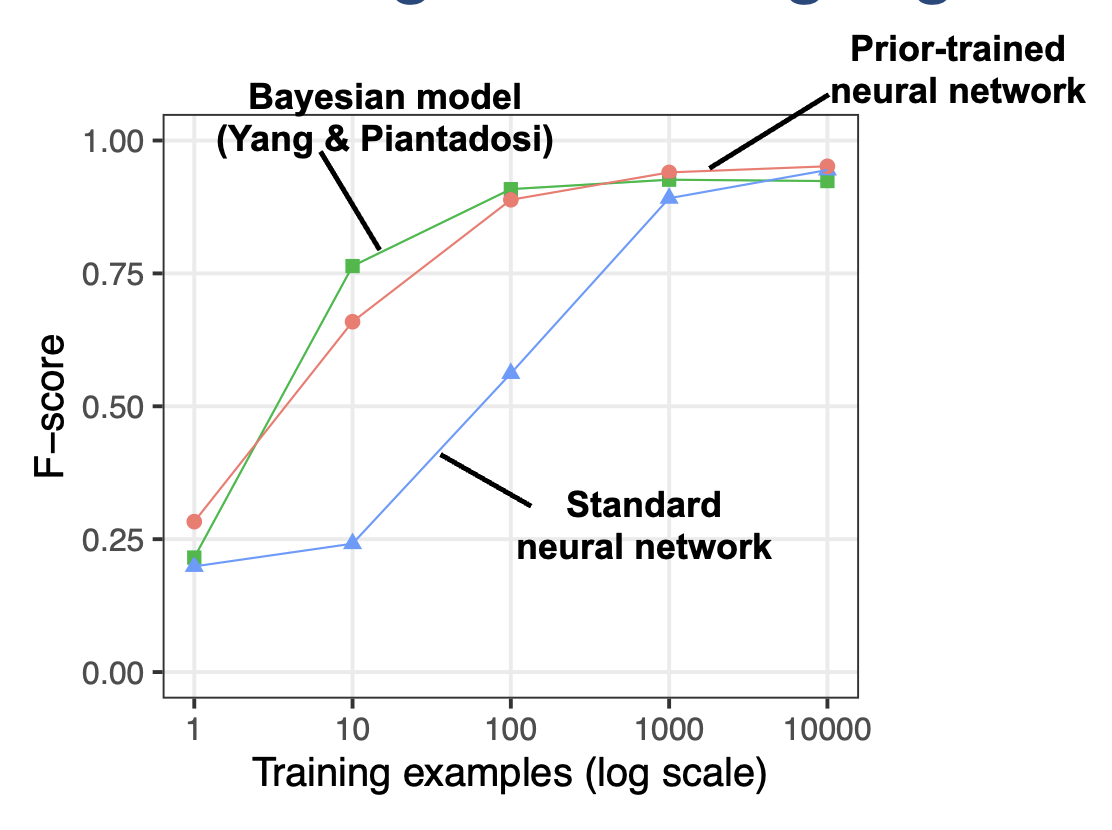 Prior-trained
neural network
Bayesian model
(Yang & Piantadosi)
1.00
0.75
0.50
0.25
0.00
F−score
Standard
neural network
1 10 100 1000 10000
Training examples (log scale)